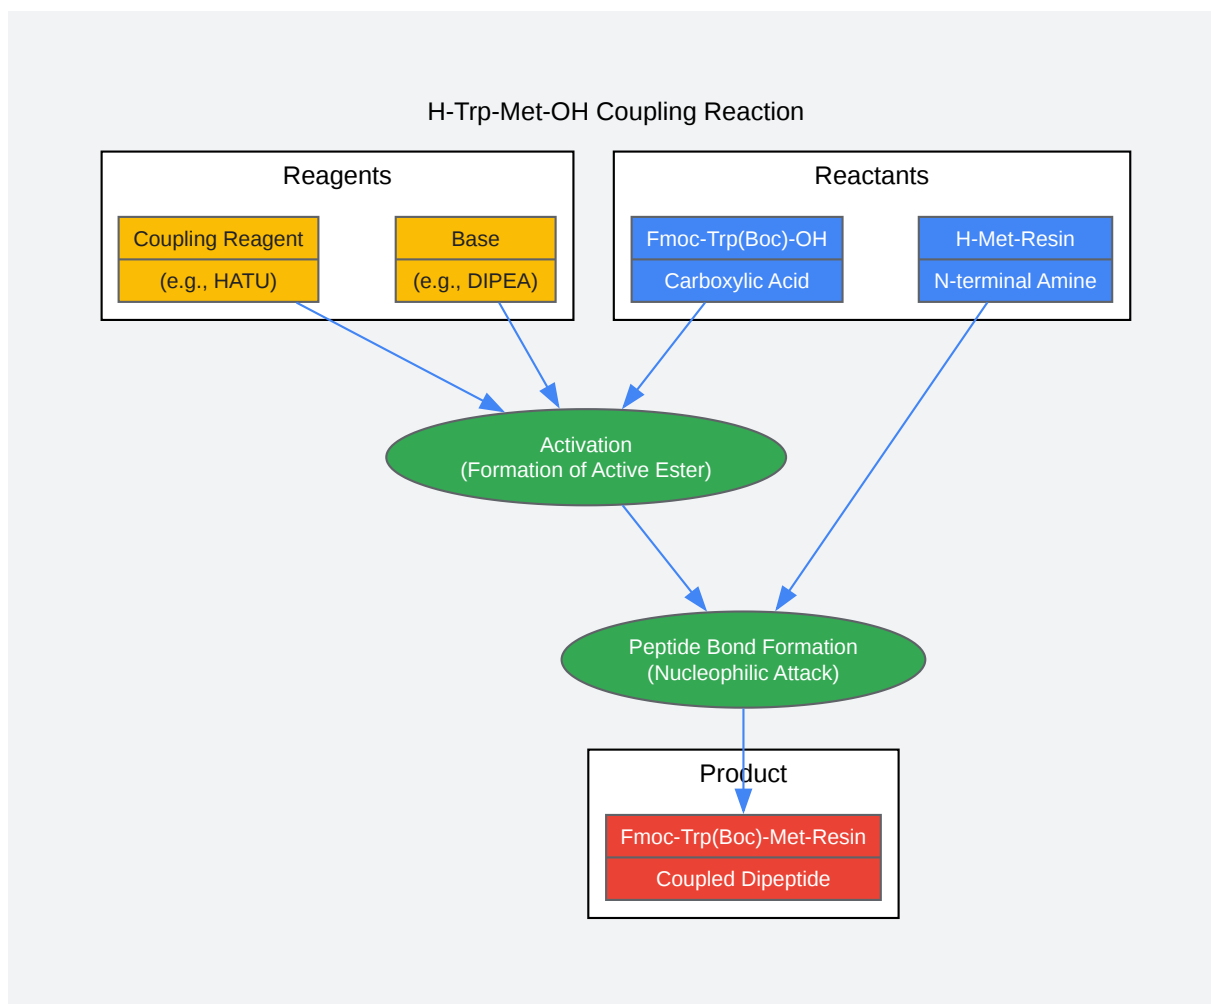 H-Trp-Met-OH Coupling Reaction
Reagents
Coupling Reagent
(e.g., HATU)
Base
(e.g., DIPEA)
Reactants
Fmoc-Trp(Boc)-OH
Carboxylic Acid
H-Met-Resin
N-terminal Amine
Activation
(Formation of Active Ester)
Peptide Bond Formation
(Nucleophilic Attack)
Product
Fmoc-Trp(Boc)-Met-Resin
Coupled Dipeptide